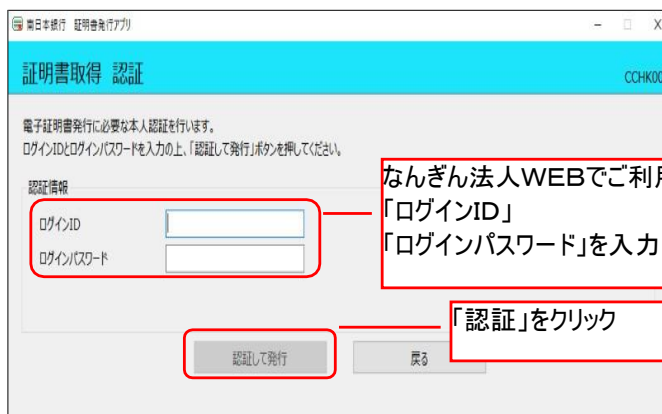 南日本銀行 証明書発行アプリ
証明書取得 認証
CCHK00
電子証明書発行に必要な本人認証を行います。
ログインIDとログインパスワードを入力の上、「認証して発行」ボタンを押してください。
認証情報
ログインID
ログインパスワード
なんぎん法人WEBでご利用
「ログインID」
「ログインパスワード」を入力
「認証」をクリック
認証して発行
戻る